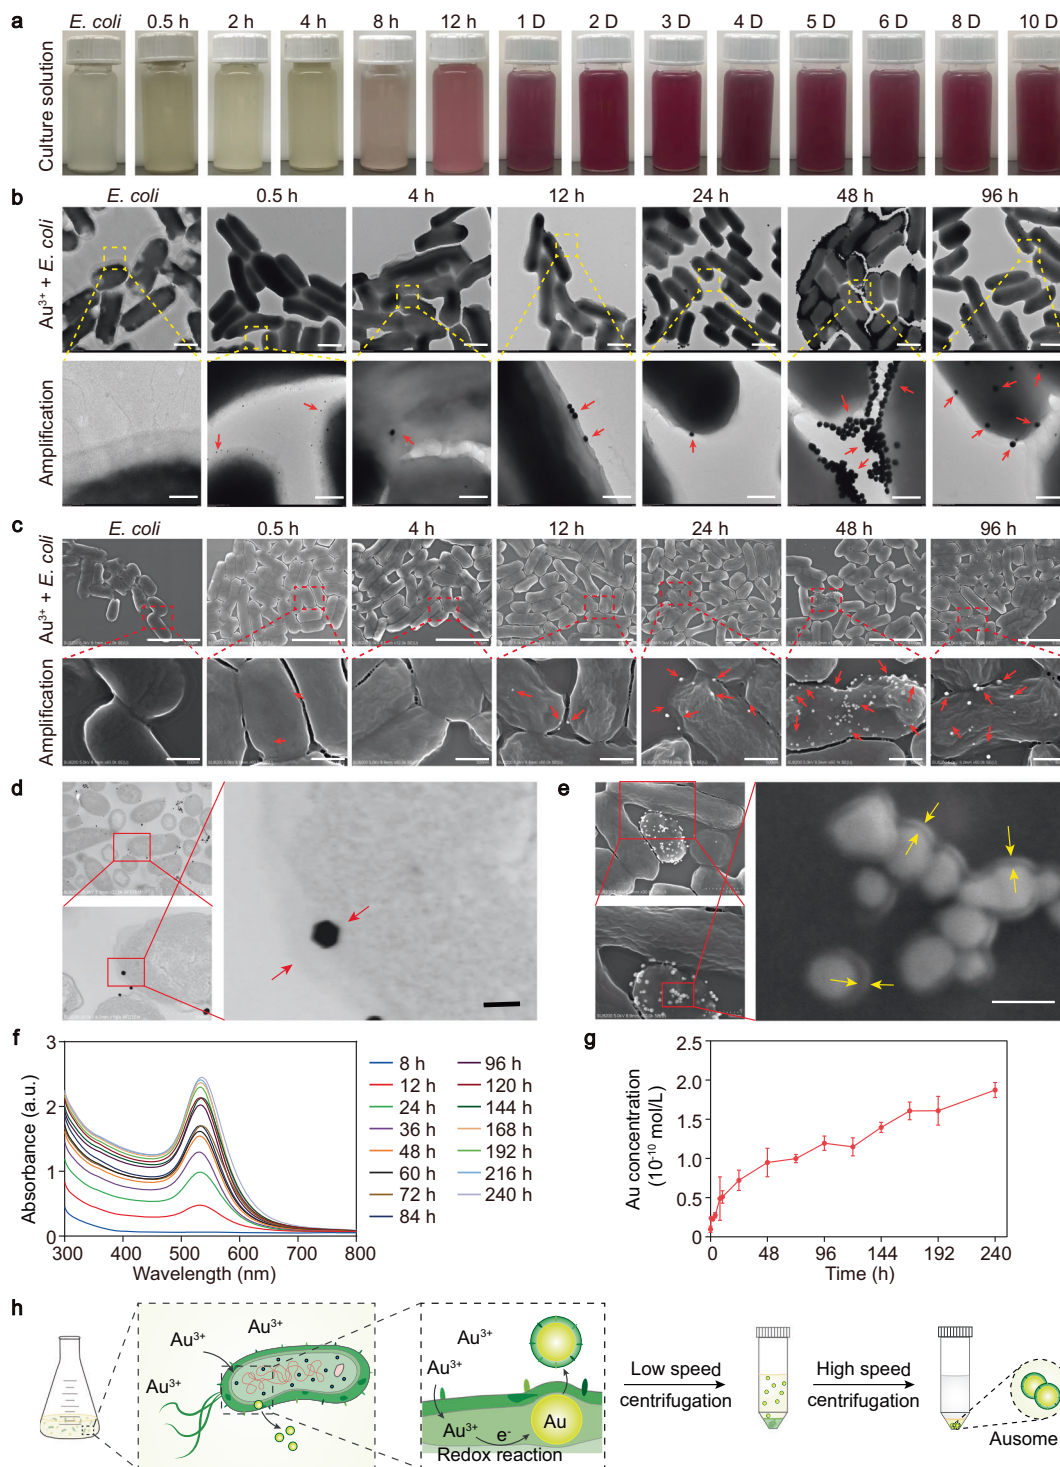 a
E. coli 0.5 h 2 h 4 h 8 h 12 h 1 D 2 D 3 D 4 D 5 D 6 D 8 D 10 D
Culture solution
b
E. coli 0.5 h 4 h 12 h 24 h 48 h 96 h
Au³⁺ + E. coli
Amplification
c
E. coli 0.5 h 4 h 12 h 24 h 48 h 96 h
Au³⁺ + E. coli
Amplification
d
e
f
3
2
1
0
300 400 500 600 700 800
Absorbance (a.u.)
Wavelength (nm)
8 h
12 h
24 h
36 h
48 h
60 h
72 h
84 h
96 h
120 h
144 h
168 h
192 h
216 h
240 h
g
2.5
2.0
1.5
1.0
0.5
0
0 48 96 144 192 240
Au concentration
(10⁻¹⁰ mol/L)
Time (h)
h
Au³⁺
Au³⁺
Au³⁺
Au³⁺
Au³⁺
Au³⁺
e⁻
Au
Redox reaction
Low speed
centrifugation
High speed
centrifugation
Ausome